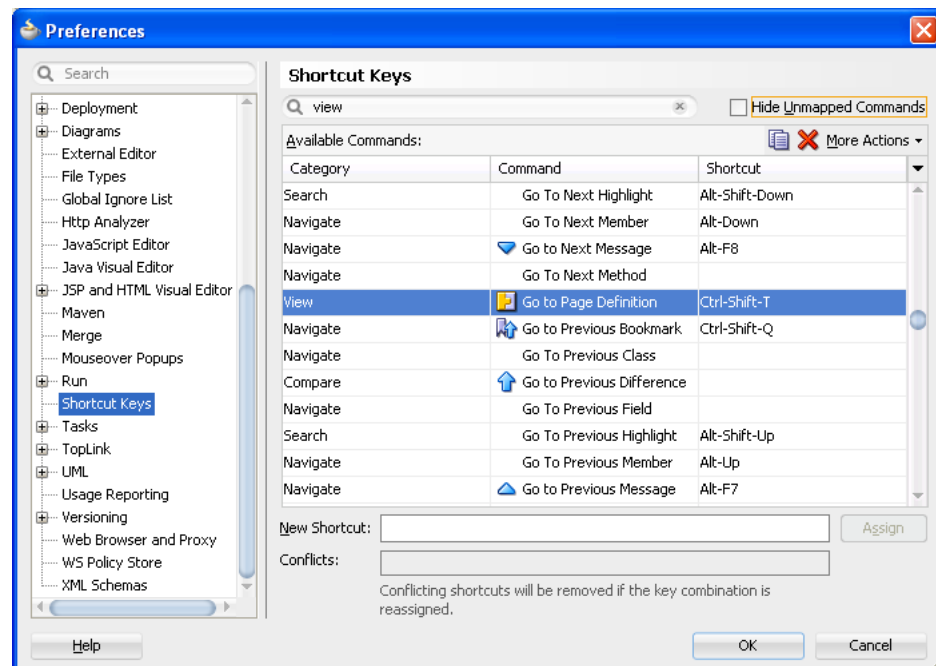 Preferences
Search
Deployment
Diagrams
External Editor
File Types
Global Ignore List
Http Analyzer
JavaScript Editor
Java Visual Editor
JSP and HTML Visual Editor
Maven
Merge
Mouseover Popups
Run
Shortcut Keys
Tasks
TopLink
UML
Usage Reporting
Versioning
Web Browser and Proxy
WS Policy Store
XML Schemas
Shortcut Keys
view Hide Unmapped Commands
Available Commands: More Actions
Category Command Shortcut
Search Go To Next Highlight Alt-Shift-Down
Navigate Go To Next Member Alt-Down
Navigate Go to Next Message Alt-F8
Navigate Go To Next Method
View Go to Page Definition Ctrl-Shift-T
Navigate Go to Previous Bookmark Ctrl-Shift-Q
Navigate Go To Previous Class
Compare Go to Previous Difference
Navigate Go To Previous Field
Search Go To Previous Highlight Alt-Shift-Up
Navigate Go To Previous Member Alt-Up
Navigate Go to Previous Message Alt-F7
New Shortcut: Assign
Conflicts:
Conflicting shortcuts will be removed if the key combination is
reassigned.
Help OK Cancel